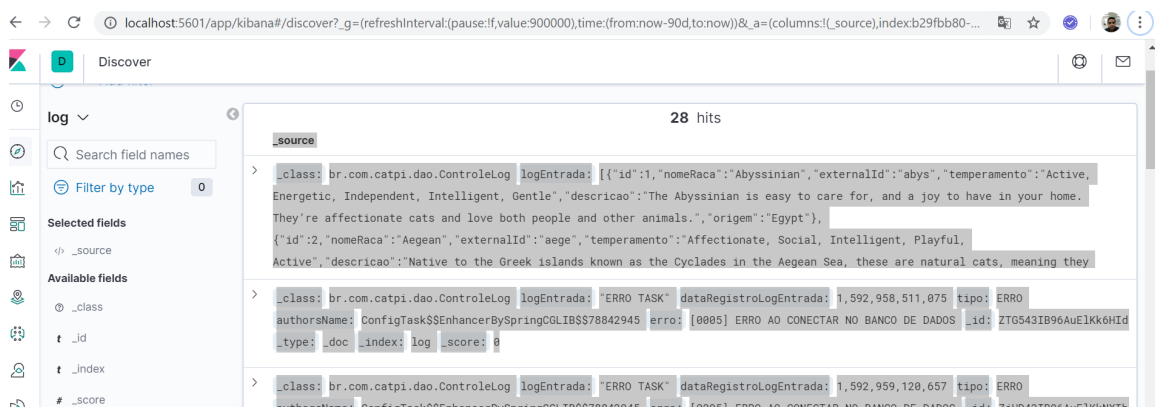 localhost:5601/app/kibana#/discover?_g=(refreshInterval:(pause:!f,value:900000),time:(from:now-90d,to:now))&_a=(columns:!(_source),index:b29fbb80-...
D Discover
log
Search field names
Filter by type 0
Selected fields
</> _source
Available fields
_class
t _id
t _index
# _score
28 hits
_source
_class: br.com.catpi.dao.ControleLog logEntrada: [{"id":1,"nomeRaca":"Abyssinian","externalId":"abys","temperamento":"Active,
Energetic, Independent, Intelligent, Gentle","descricao":"The Abyssinian is easy to care for, and a joy to have in your home.
They're affectionate cats and love both people and other animals.","origem":"Egypt"},
{"id":2,"nomeRaca":"Aegean","externalId":"aege","temperamento":"Affectionate, Social, Intelligent, Playful,
Active","descricao":"Native to the Greek islands known as the Cyclades in the Aegean Sea, these are natural cats, meaning they
_class: br.com.catpi.dao.ControleLog logEntrada: "ERRO TASK" dataRegistroLogEntrada: 1,592,958,511,075 tipo: ERRO
authorsName: ConfigTask$$EnhancerBySpringCGLIB$$78842945 erro: [0005] ERRO AO CONECTAR NO BANCO DE DADOS _id: ZTG543IB96AuElKk6HId
_type: _doc _index: log _score: 0
_class: br.com.catpi.dao.ControleLog logEntrada: "ERRO TASK" dataRegistroLogEntrada: 1,592,959,120,657 tipo: ERRO